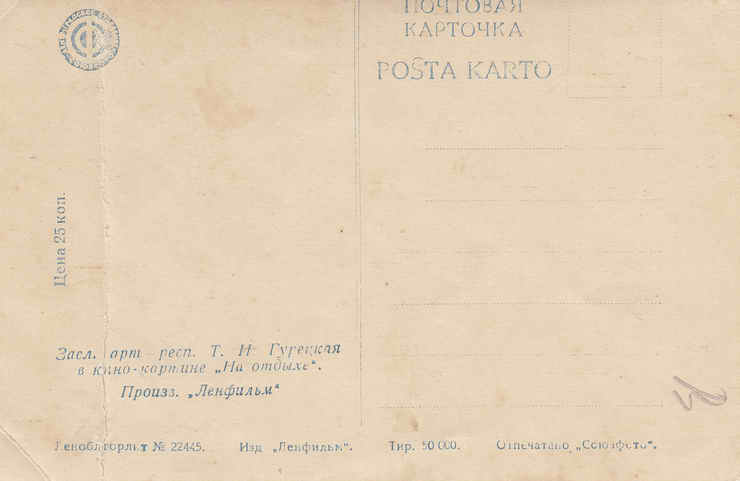 ПОЧТОВАЯ
КАРТОЧКА
POŜTA KARTO
Цена 25 коп.
Засл. арт респ. Т. И Гурецкая
в кино-картине „На отдыхе“.
Произв. „Ленфильм“
Леноблгорлит № 22445. Изд „Ленфильм“. Тир. 50 000. Отпечатано „Союзфото“.